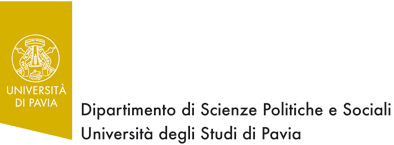 UNIVERSITÀ
DI PAVIA
Dipartimento di Scienze Politiche e Sociali
Università degli Studi di Pavia